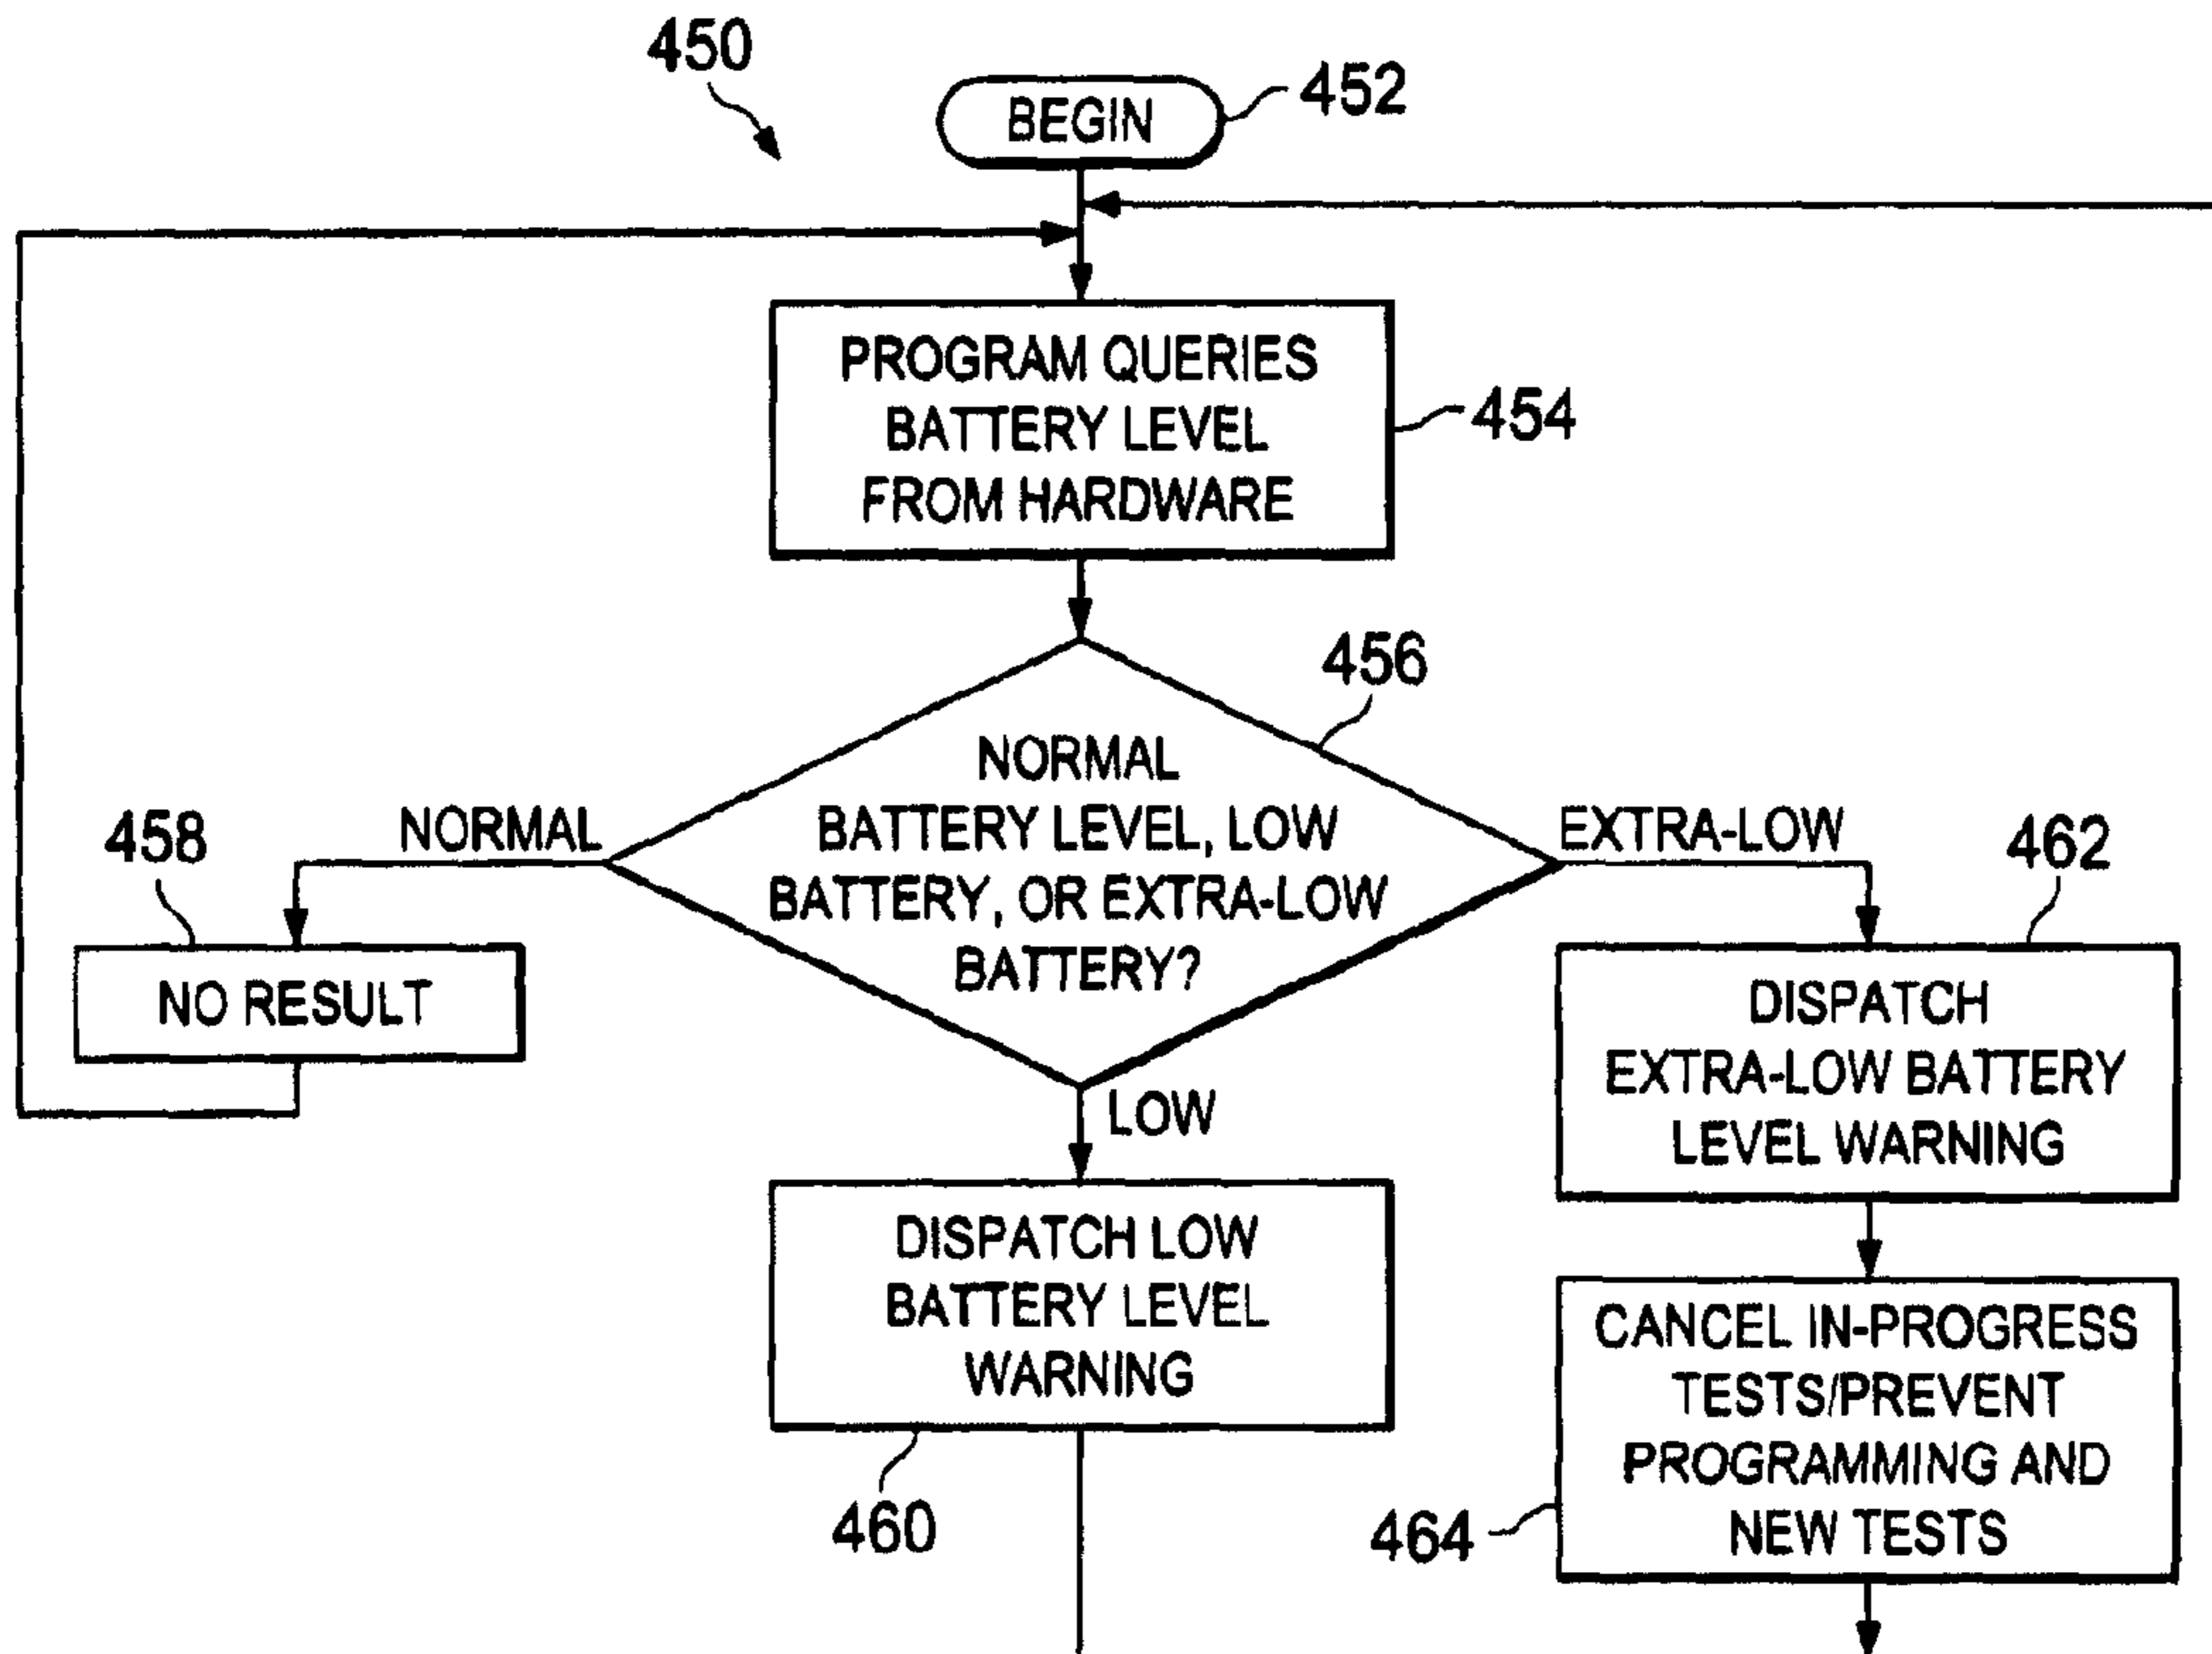 450
BEGIN
452
PROGRAM QUERIES
BATTERY LEVEL
FROM HARDWARE
454
456
NORMAL
BATTERY LEVEL, LOW
BATTERY, OR EXTRA-LOW
BATTERY?
NORMAL
458
NO RESULT
EXTRA-LOW
462
DISPATCH
EXTRA-LOW BATTERY
LEVEL WARNING
LOW
DISPATCH LOW
BATTERY LEVEL
WARNING
460
CANCEL IN-PROGRESS
TESTS/PREVENT
PROGRAMMING AND
NEW TESTS
464